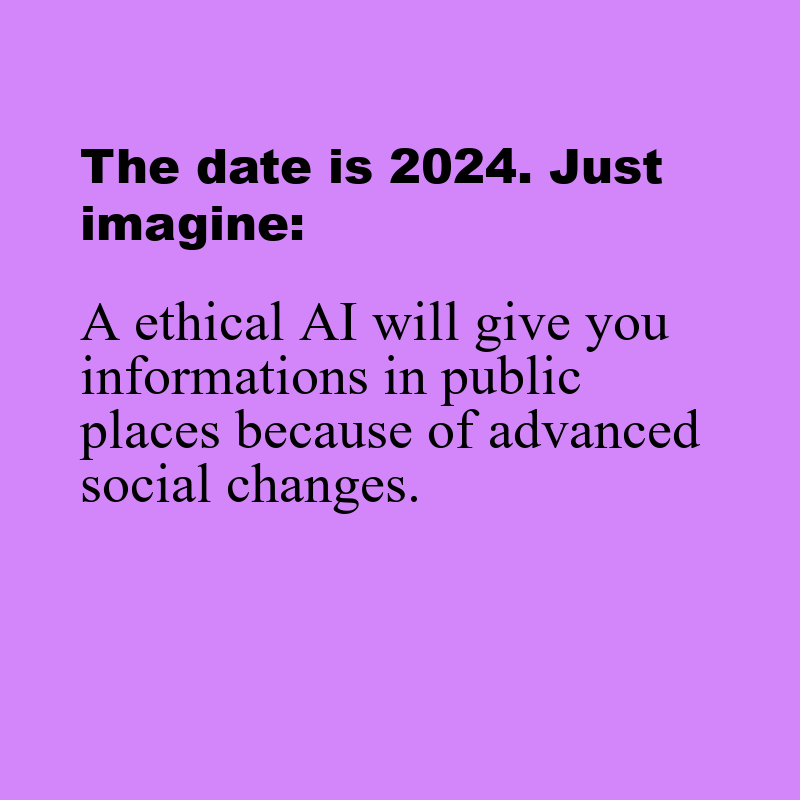 The date is 2024. Just
imagine:
A ethical AI will give you
informations in public
places because of advanced
social changes.